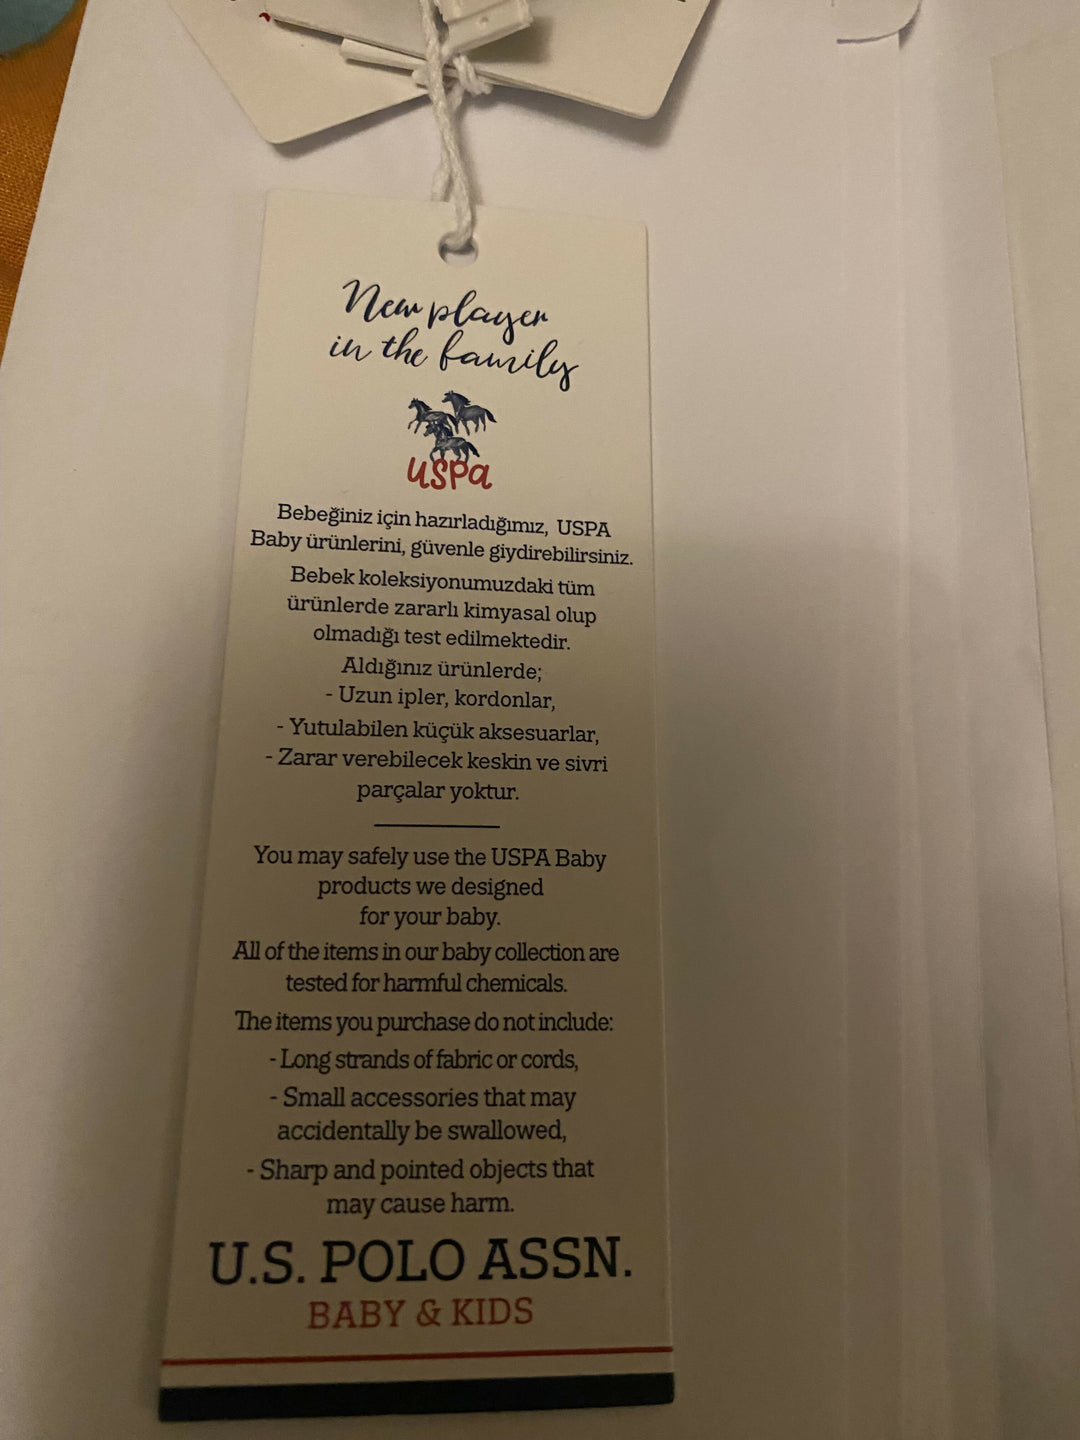 New player
in the family
uspa
Bebeğiniz için hazırladığımız, USPA
Baby ürünlerini, güvenle giydirebilirsiniz.
Bebek koleksiyonumuzdaki tüm
ürünlerde zararlı kimyasal olup
olmadığı test edilmektedir.
Aldığınız ürünlerde;
- Uzun ipler, kordonlar,
- Yutulabilen küçük aksesuarlar,
- Zarar verebilecek keskin ve sivri
parçalar yoktur.
You may safely use the USPA Baby
products we designed
for your baby.
All of the items in our baby collection are
tested for harmful chemicals.
The items you purchase do not include:
- Long strands of fabric or cords,
- Small accessories that may
accidentally be swallowed,
- Sharp and pointed objects that
may cause harm.
U.S. POLO ASSN.
BABY & KIDS